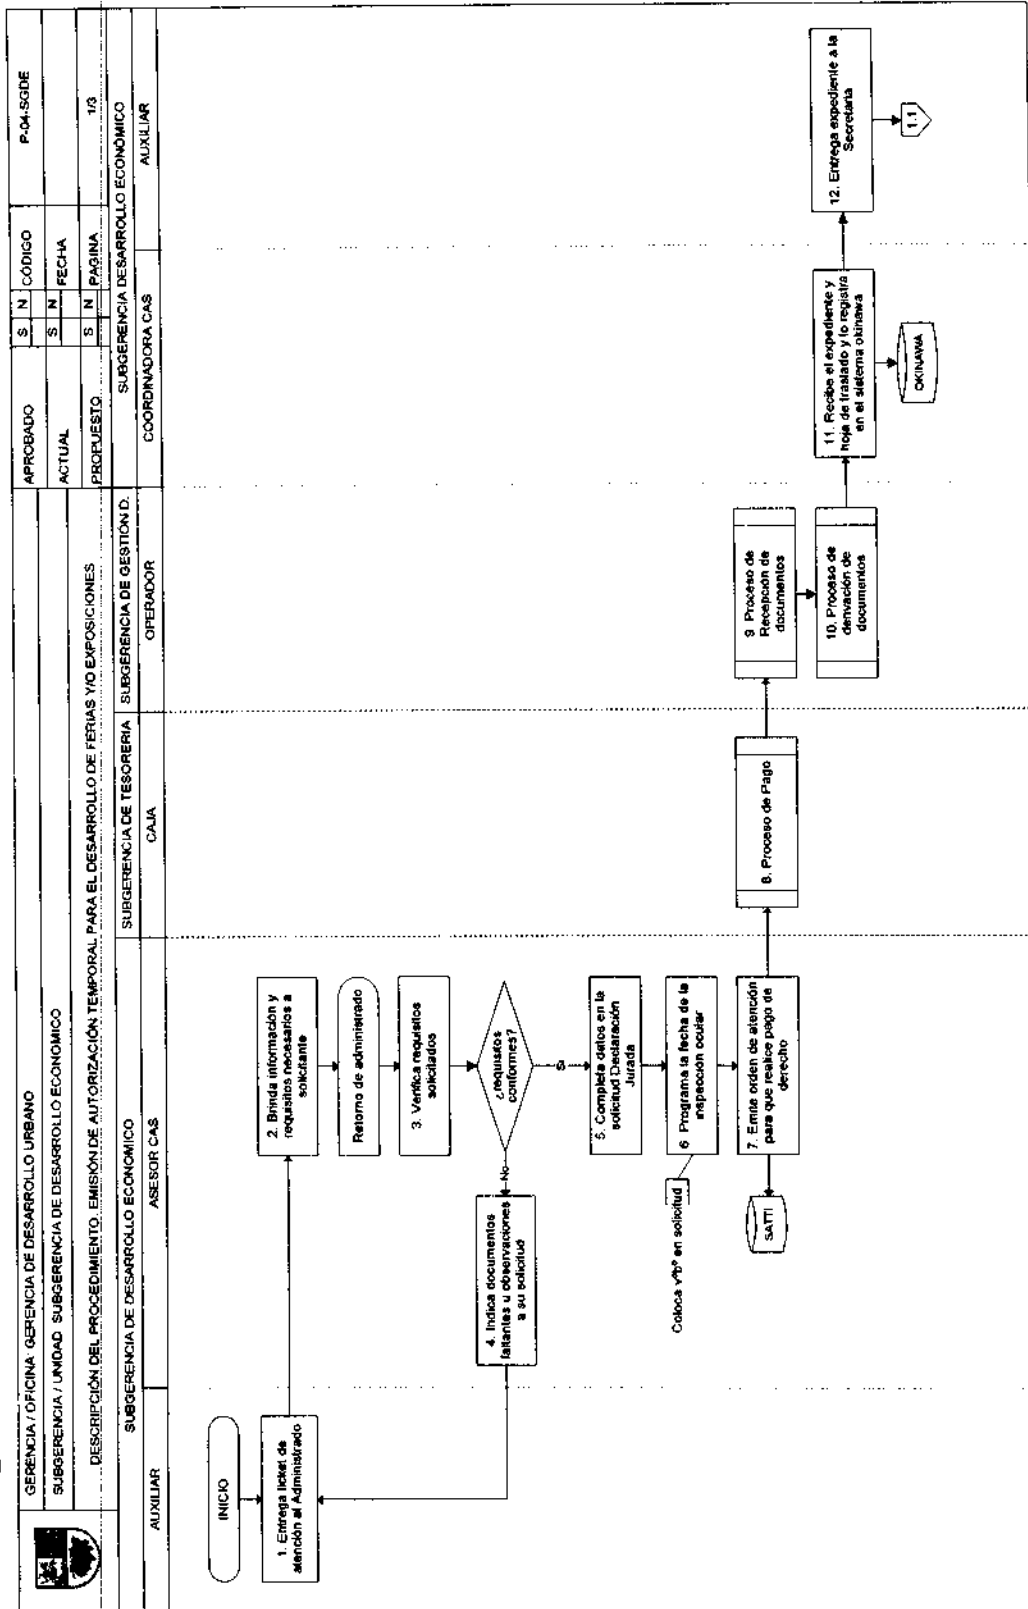 GERENCIA / OFICINA: GERENCIA DE DESARROLLO URBANO
APROBADO
S N
CÓDIGO
P-04-SGDE
SUBGERENCIA / UNIDAD SUBGERENCIA DE DESARROLLO ECONOMICO
ACTUAL
S N
FECHA
DESCRIPCIÓN DEL PROCEDIMIENTO. EMISIÓN DE AUTORIZACIÓN TEMPORAL PARA EL DESARROLLO DE FERIAS Y/O EXPOSICIONES
PROPUESTO
S N
PAGINA
1/3
SUBGERENCIA DE DESARROLLO ECONOMICO
SUBGERENCIA DE TESORERIA
SUBGERENCIA DE GESTIÓN D.
SUBGERENCIA DESARROLLO ECONÓMICO
AUXILIAR
ASESOR CAS
CAJA
OPERADOR
COORDINADORA CAS
AUXILIAR
INICIO
1. Entrega ticket de
atención al Administrado
2. Brinda información y
requisitos necesarios a
solicitante
Retorno de administrado
3. Verifica requisitos
solicitados
¿requisitos
conformes?
No
Si
4. Indica documentos
faltantes u observaciones
a su solicitud
5. Completa datos en la
solicitud Declaración
Jurada
6 Programa la fecha de la
inspección ocular
Coloca v°b° en solicitud
7. Emite orden de atención
para que realice pago de
derecho
SATTI
8. Proceso de Pago
9 Proceso de
Recepción de
documentos
10. Proceso de
derivación de
documentos
11. Recibe el expediente y
hoja de traslado y lo registra
en el sistema okinawa
OKINAWA
12. Entrega expediente a la
Secretaria
1.1